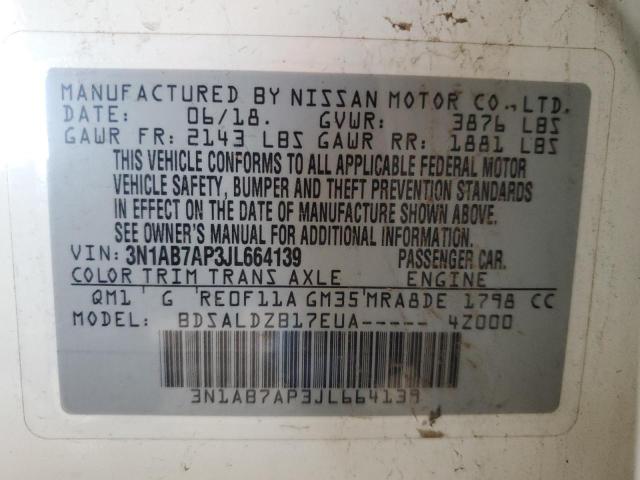 MANUFACTURED BY NISSAN MOTOR CO., LTD.
DATE: 06/18. GVWR: 3876 LBS
GAWR FR: 2143 LBS GAWR RR: 1881 LBS
THIS VEHICLE CONFORMS TO ALL APPLICABLE FEDERAL MOTOR
VEHICLE SAFETY, BUMPER AND THEFT PREVENTION STANDARDS
IN EFFECT ON THE DATE OF MANUFACTURE SHOWN ABOVE.
SEE OWNER'S MANUAL FOR ADDITIONAL INFORMATION.
VIN: 3N1AB7AP3JL664139 PASSENGER CAR.
COLOR TRIM TRANS AXLE ENGINE
QM1 G RE0F11A GM35 MRA8DE 1798 CC
MODEL: BDSALDZB17EUA----- 4Z000
3N1AB7AP3JL664139